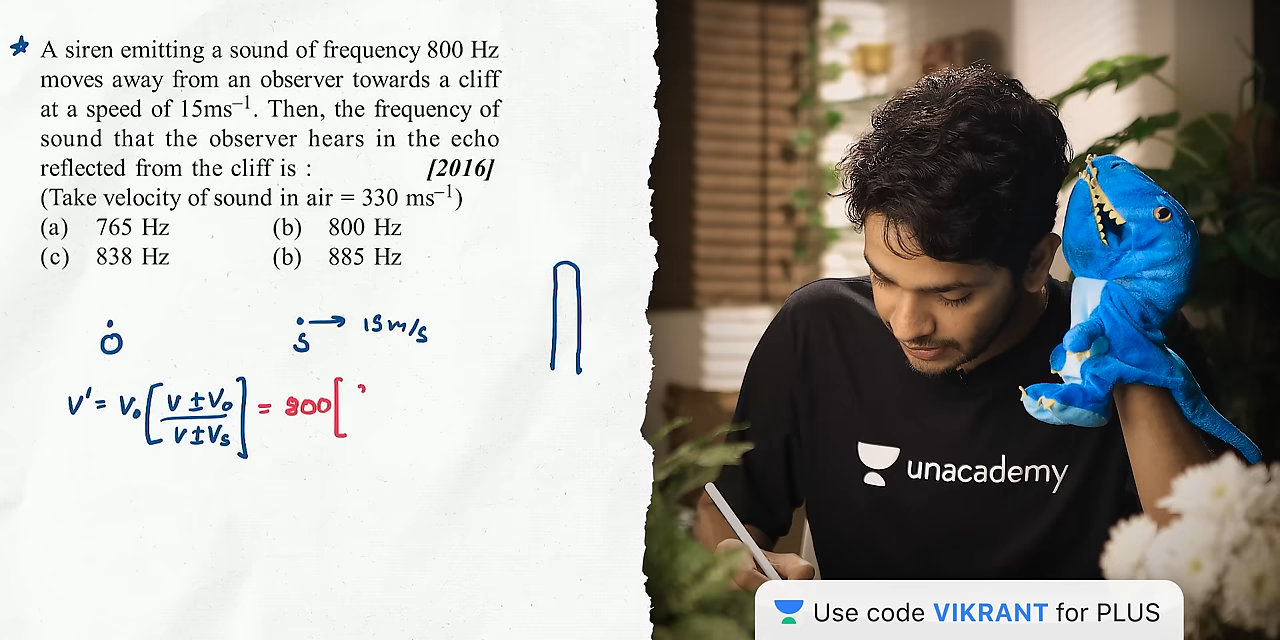 A siren emitting a sound of frequency 800 Hz
moves away from an observer towards a cliff
at a speed of 15ms⁻¹. Then, the frequency of
sound that the observer hears in the echo
reflected from the cliff is : [2016]
(Take velocity of sound in air = 330 ms⁻¹)
(a) 765 Hz (b) 800 Hz
(c) 838 Hz (b) 885 Hz
O S → 15m/s
ν' = ν₀ [ (V ± V₀) / (V ± Vs) ] = 800 [
unacademy
Use code VIKRANT for PLUS